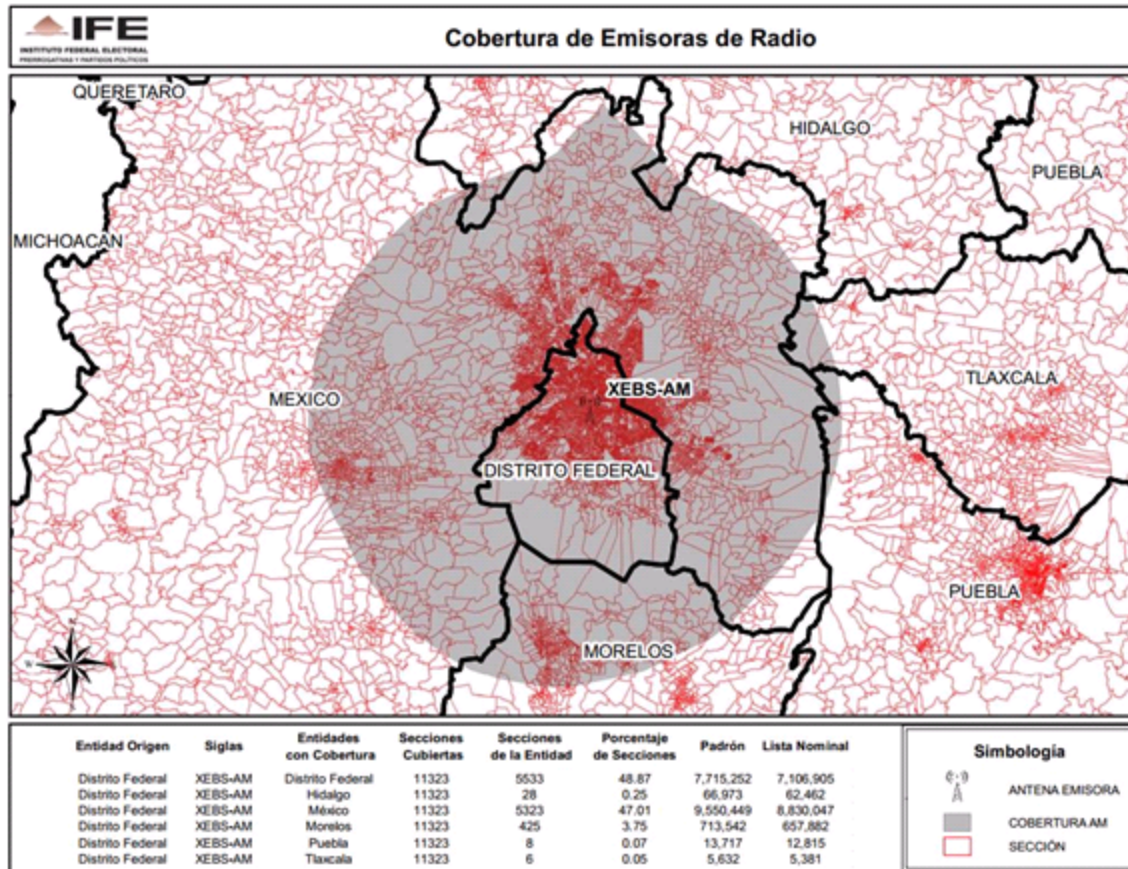 IFE
INSTITUTO FEDERAL ELECTORAL
PRERROGATIVAS Y PARTIDOS POLÍTICOS
Cobertura de Emisoras de Radio
QUERETARO
HIDALGO
PUEBLA
MICHOACÁN
TLAXCALA
XEBS-AM
MEXICO
DISTRITO FEDERAL
PUEBLA
MORELOS
N
W
Entidad Origen Siglas Entidades con Cobertura Secciones Cubiertas Secciones de la Entidad Porcentaje de Secciones Padrón Lista Nominal
Distrito Federal XEBS-AM Distrito Federal 11323 5533 48.87 7,715,252 7,106,905
Distrito Federal XEBS-AM Hidalgo 11323 28 0.25 66,973 62,462
Distrito Federal XEBS-AM México 11323 5323 47.01 9,550,449 8,830,047
Distrito Federal XEBS-AM Morelos 11323 425 3.75 713,542 657,882
Distrito Federal XEBS-AM Puebla 11323 8 0.07 13,717 12,815
Distrito Federal XEBS-AM Tlaxcala 11323 6 0.05 5,632 5,381
Simbología
ANTENA EMISORA
COBERTURA AM
SECCIÓN